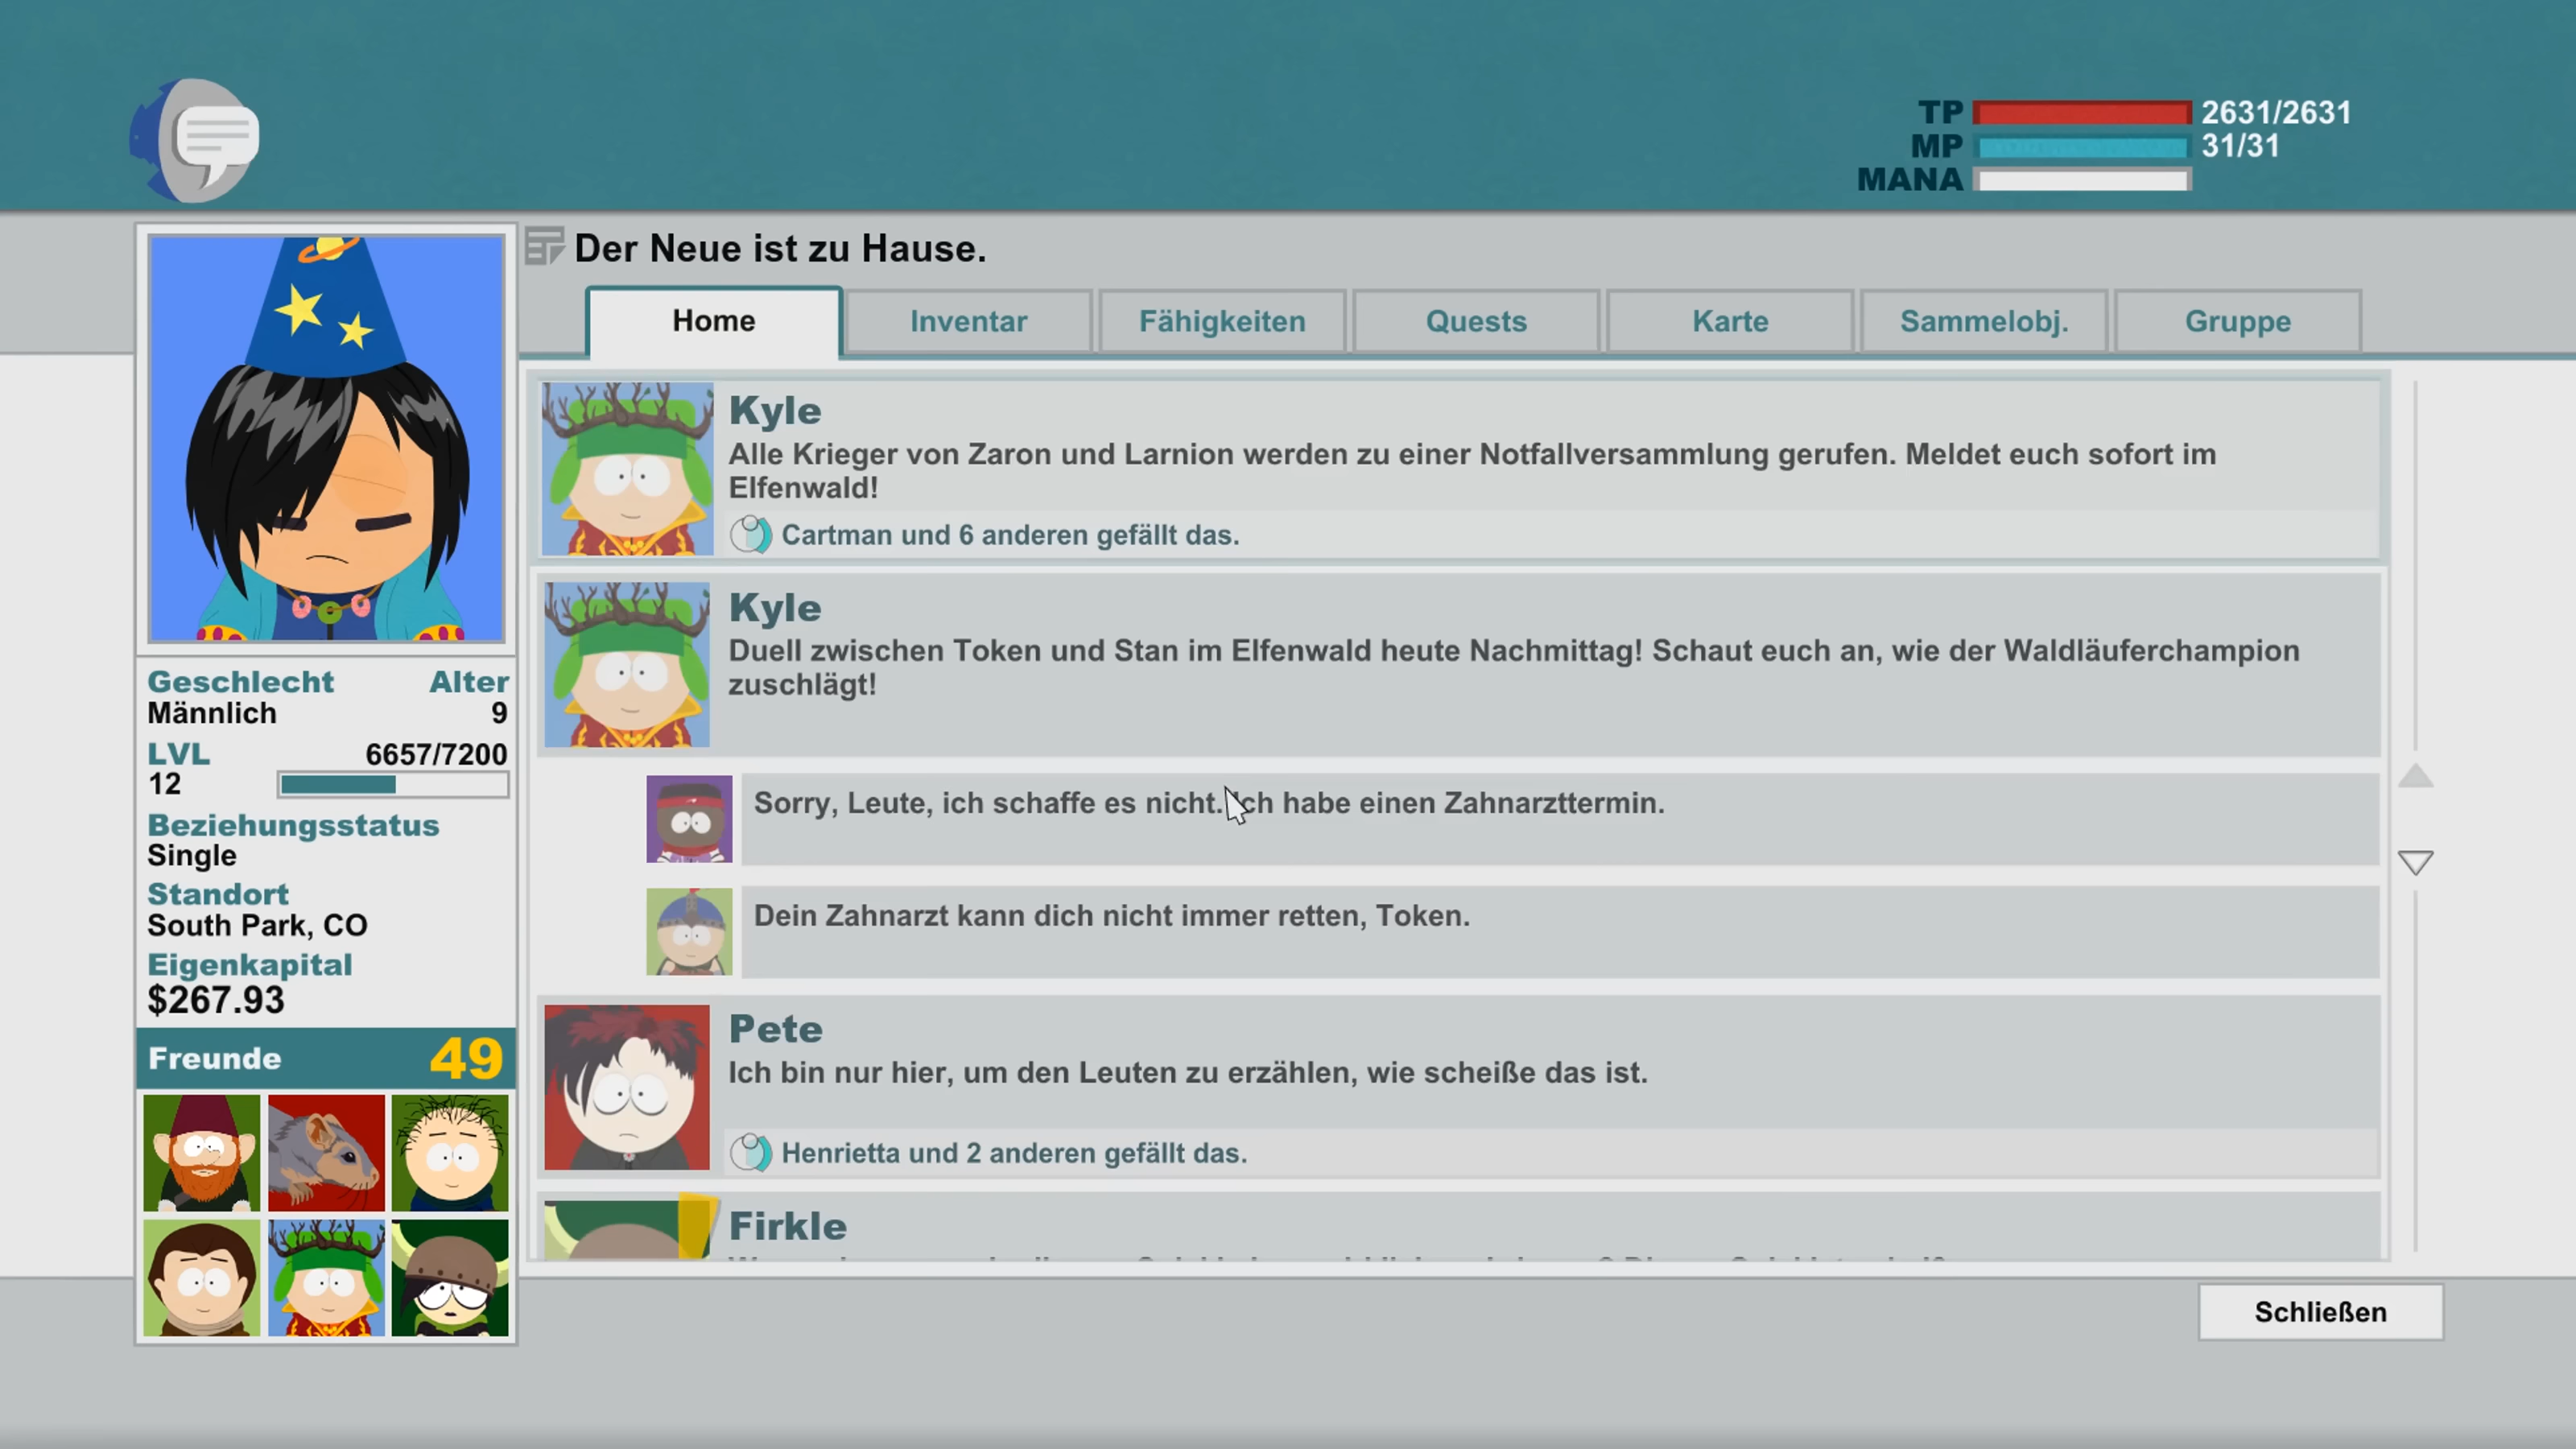 TP 2631/2631
MP 31/31
MANA
Der Neue ist zu Hause.
Home Inventar Fähigkeiten Quests Karte Sammelobj. Gruppe
Geschlecht Alter
Männlich 9
LVL 6657/7200
12
Beziehungsstatus
Single
Standort
South Park, CO
Eigenkapital
$267.93
Freunde 49
Kyle
Alle Krieger von Zaron und Larnion werden zu einer Notfallversammlung gerufen. Meldet euch sofort im
Elfenwald!
Cartman und 6 anderen gefällt das.
Kyle
Duell zwischen Token und Stan im Elfenwald heute Nachmittag! Schaut euch an, wie der Waldläuferchampion
zuschlägt!
Sorry, Leute, ich schaffe es nicht. Ich habe einen Zahnarzttermin.
Dein Zahnarzt kann dich nicht immer retten, Token.
Pete
Ich bin nur hier, um den Leuten zu erzählen, wie scheiße das ist.
Henrietta und 2 anderen gefällt das.
Firkle
Schließen